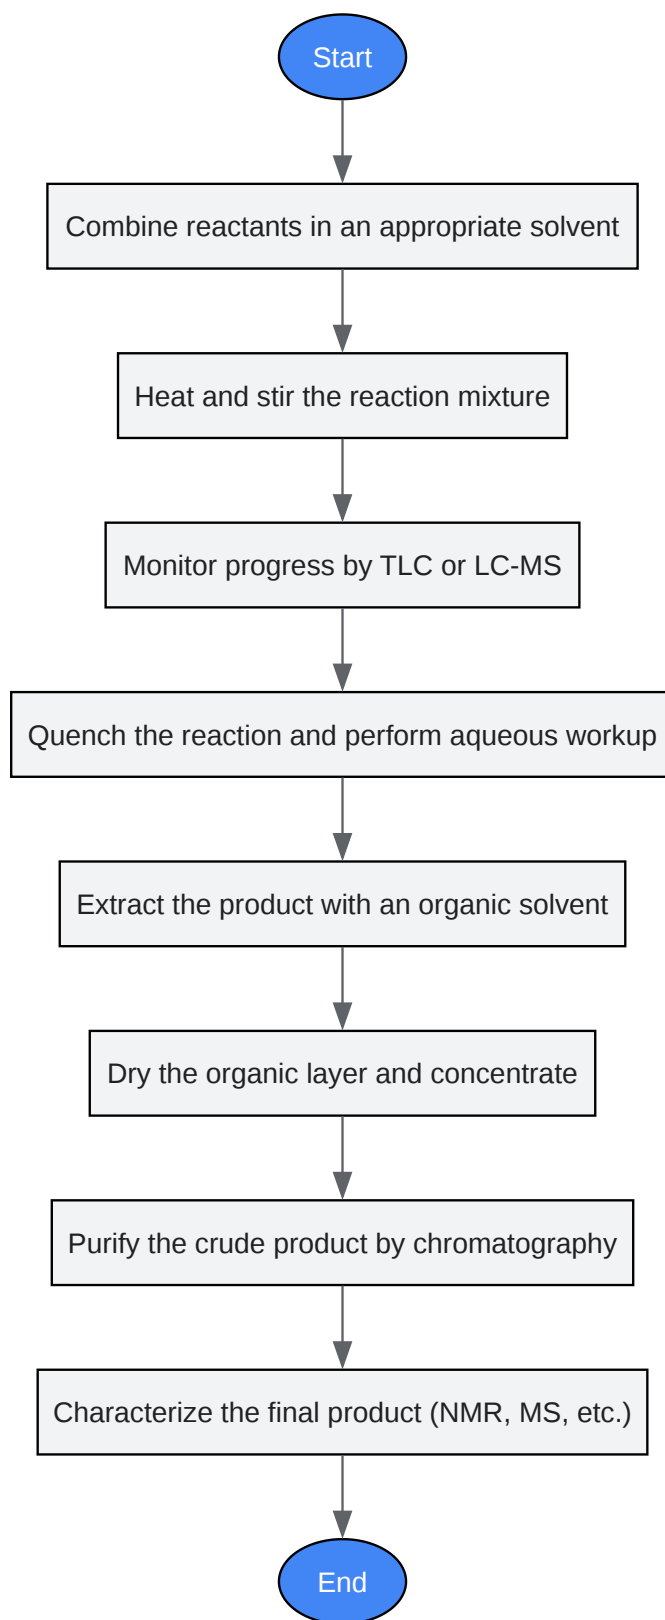 Start
Combine reactants in an appropriate solvent
Heat and stir the reaction mixture
Monitor progress by TLC or LC-MS
Quench the reaction and perform aqueous workup
Extract the product with an organic solvent
Dry the organic layer and concentrate
Purify the crude product by chromatography
Characterize the final product (NMR, MS, etc.)
End